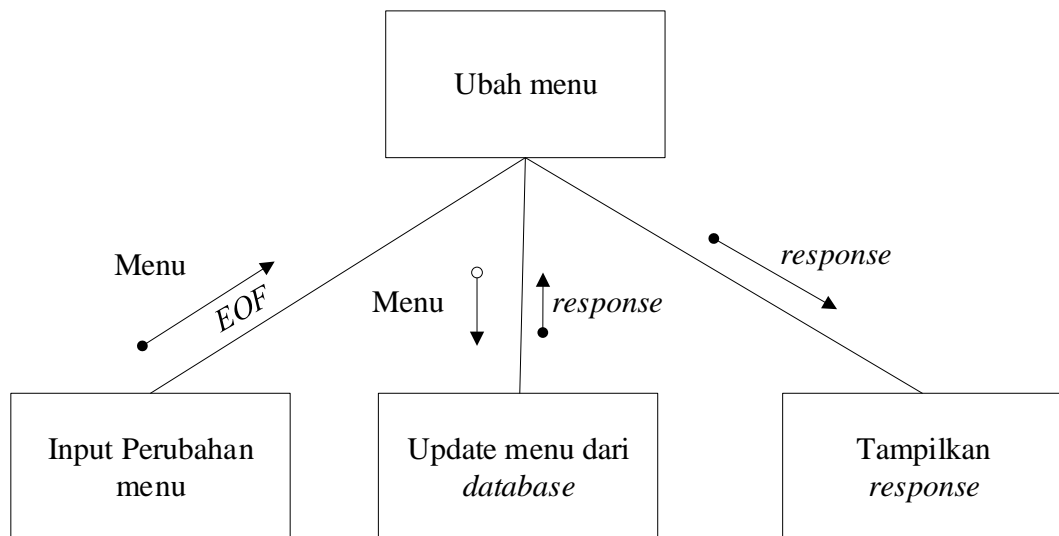 Ubah menu
Menu
EOF
Menu
response
response
Input Perubahan
menu
Update menu dari
database
Tampilkan
response